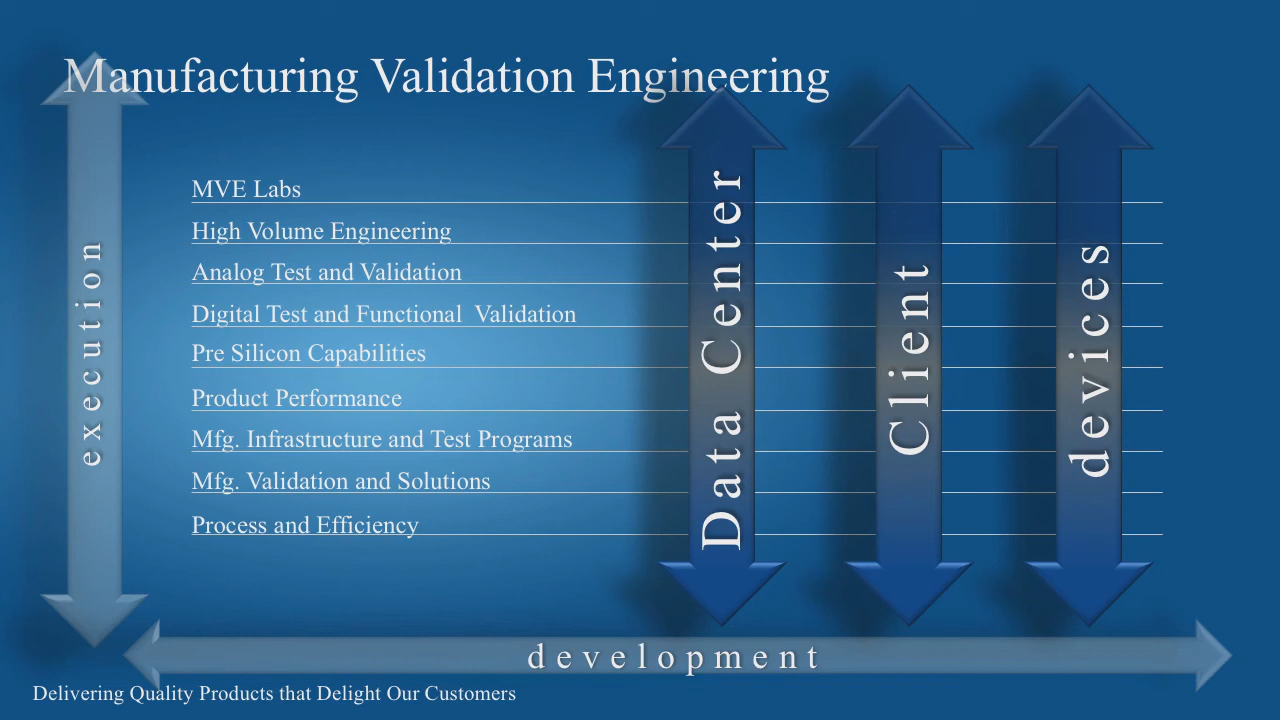 Manufacturing Validation Engineering
MVE Labs
High Volume Engineering
Analog Test and Validation
Digital Test and Functional  Validation
Pre Silicon Capabilities
Product Performance
Mfg. Infrastructure and Test Programs
Mfg. Validation and Solutions
Process and Efficiency
execution
Data Center
Client
devices
development
Delivering Quality Products that Delight Our Customers